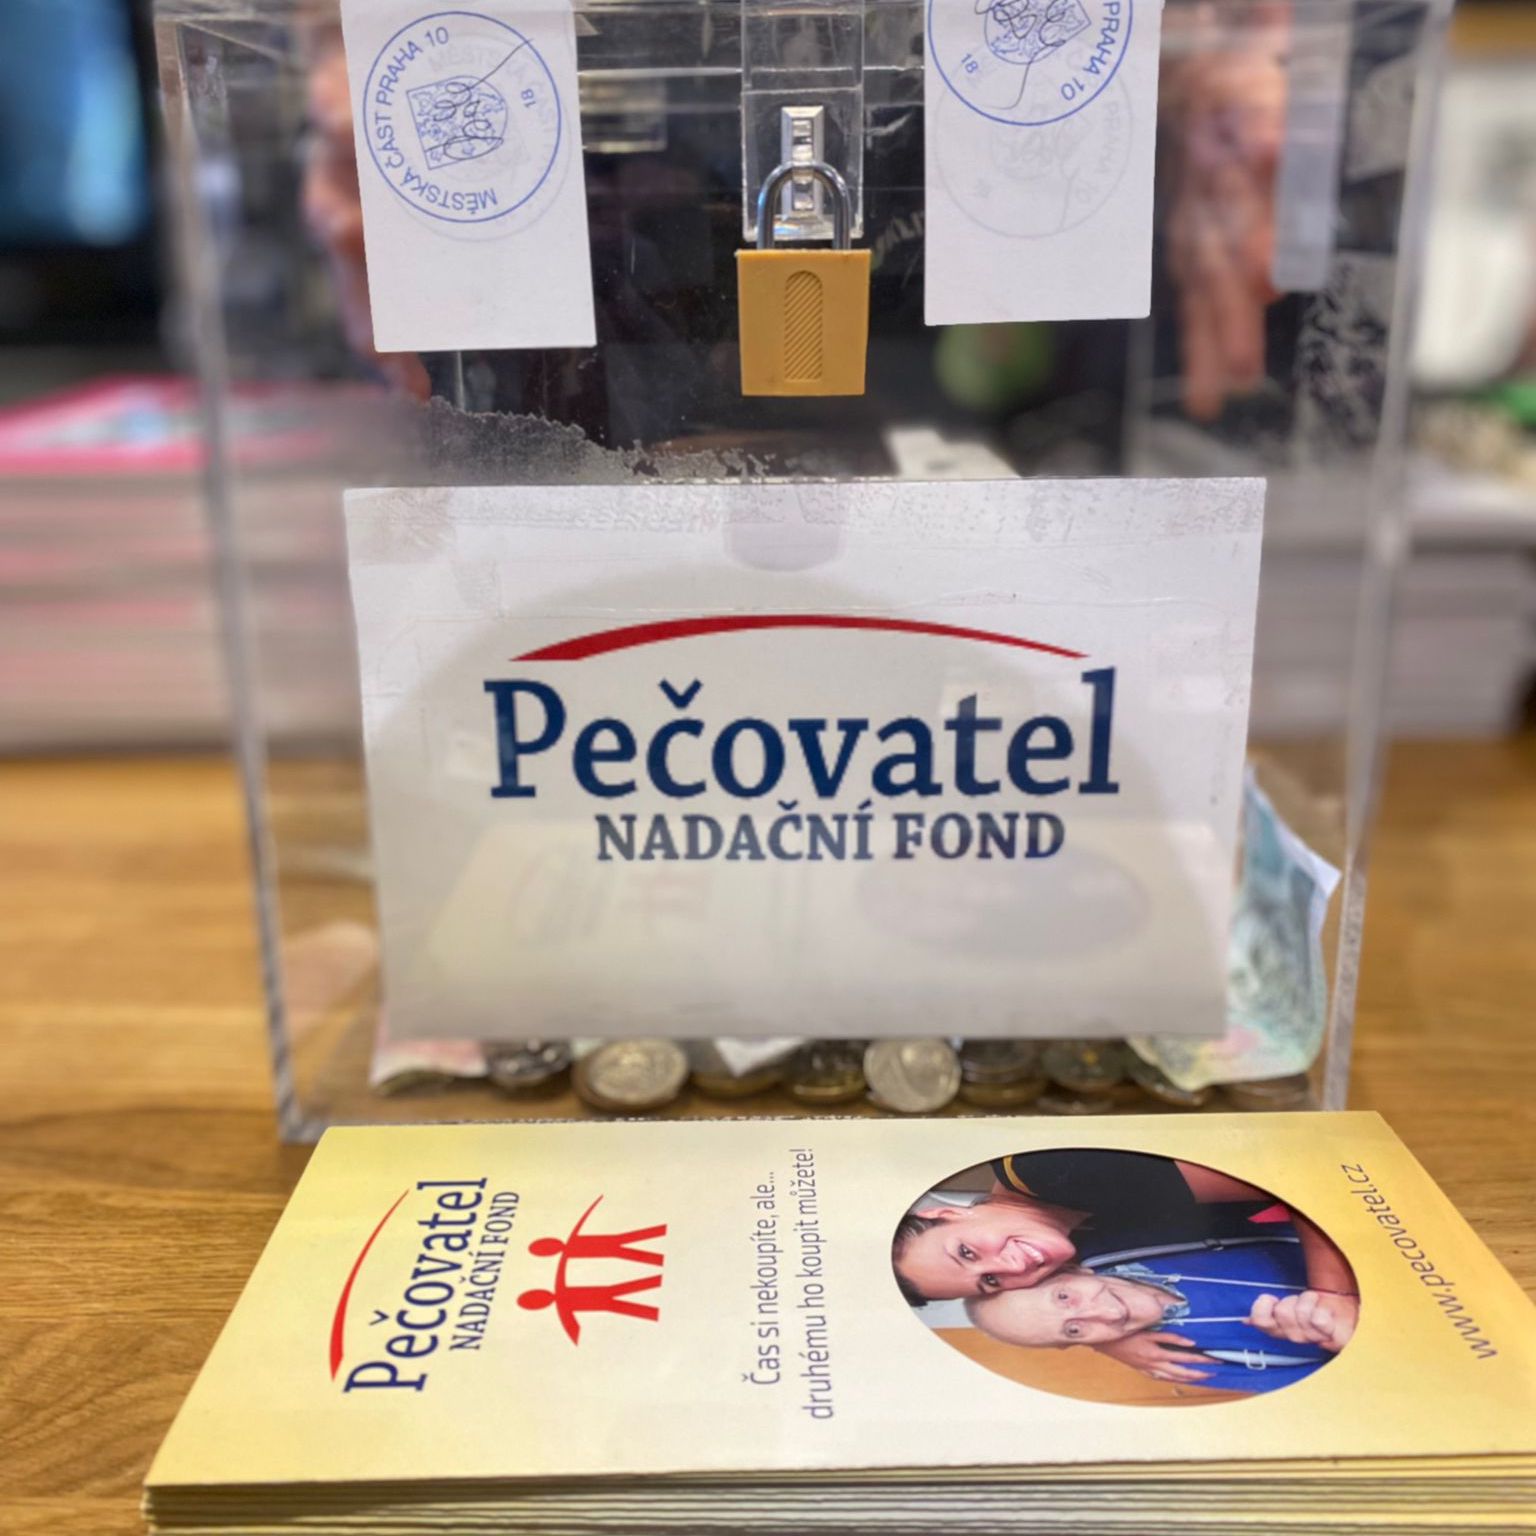 MĚSTSKÁ ČÁST PRAHA 10
18
PRAHA 10
18
Pečovatel
NADAČNÍ FOND
Pečovatel
NADAČNÍ FOND
Čas si nekoupíte, ale...
druhému ho koupit můžete!
www.pecovatel.cz